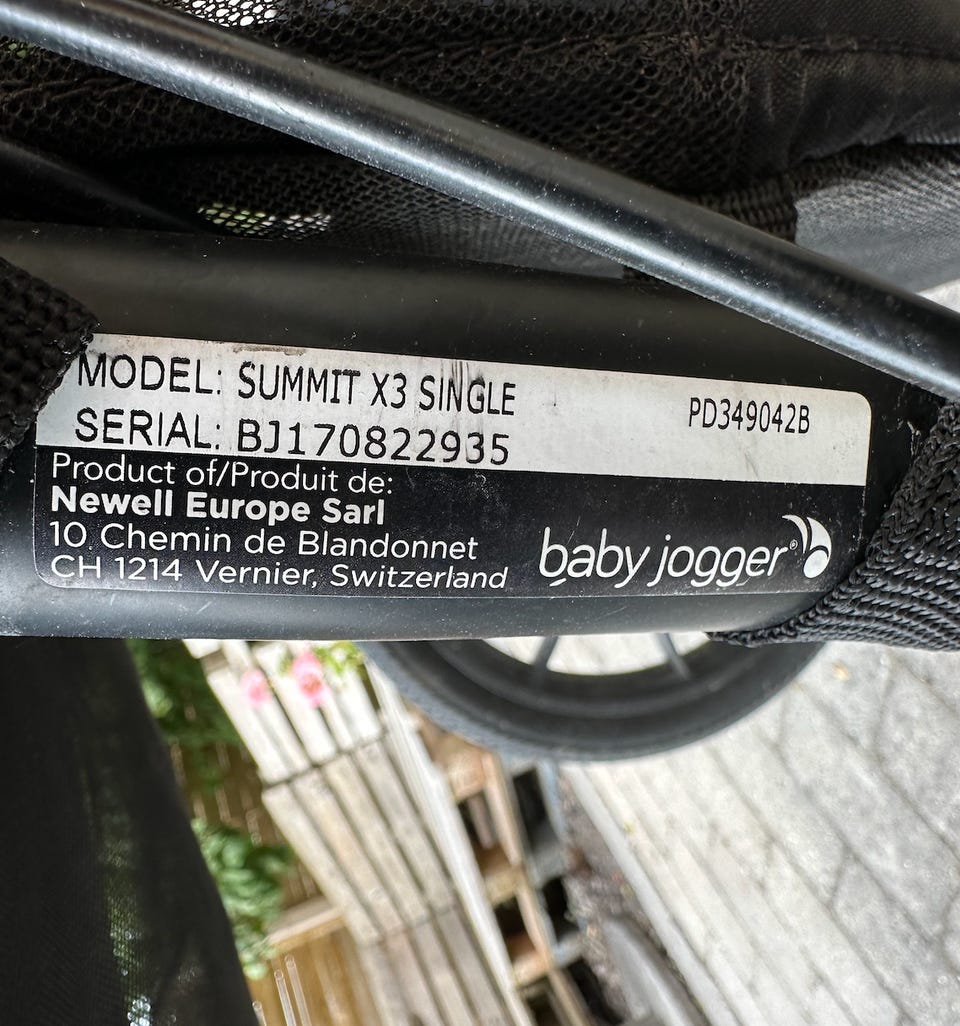 MODEL: SUMMIT X3 SINGLE
PD349042B
SERIAL: BJ170822935
Product of/Produit de:
Newell Europe Sarl
10 Chemin de Blandonnet
CH 1214 Vernier, Switzerland
baby jogger®